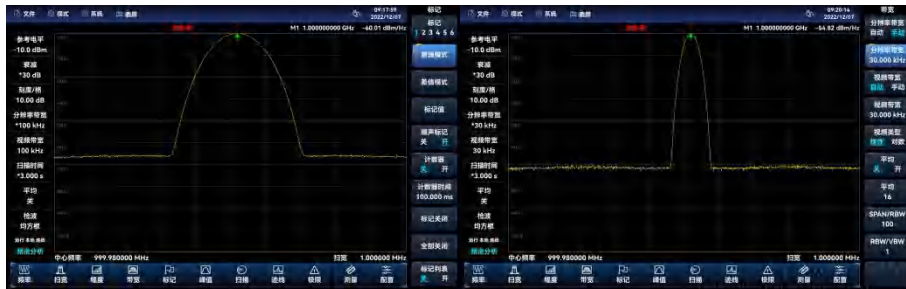 文件 模式 系统 截屏
09:17:59
2022/12/07
标记
M1 1.000000000 GHz -60.01 dBm/Hz
参考电平
-10.0 dBm
衰减
*30 dB
刻度/格
10.00 dB
分辨率带宽
*100 kHz
视频带宽
100 kHz
扫描时间
*3.000 s
平均
关
检波
均方根
频谱分析
中心频率 999.980000 MHz
扫宽 1.000000 MHz
标记
1 2 3 4 5 6
普通模式
差值模式
标记值
噪声标记
关 开
计数器
关 开
计数器时间
100.000 ms
标记关闭
全部关闭
标记列表
关 开
频率 扫宽 幅度 带宽 标记 峰值 扫描 迹线 极限 测量 配置
文件 模式 系统 截屏
09:20:14
2022/12/07
带宽
M1 1.000000000 GHz -54.82 dBm/Hz
参考电平
-10.0 dBm
衰减
*30 dB
刻度/格
10.00 dB
分辨率带宽
*30 kHz
视频带宽
30 kHz
扫描时间
*3.000 s
平均
关
检波
均方根
频谱分析
中心频率 999.980000 MHz
扫宽 1.000000 MHz
分辨率带宽
自动 手动
分辨率带宽
30.000 kHz
视频带宽
自动 手动
视频带宽
30.000 kHz
视频类型
对数
平均
关 开
平均
16
SPAN/RBW
100
RBW/VBW
1
频率 扫宽 幅度 带宽 标记 峰值 扫描 迹线 极限 测量 配置